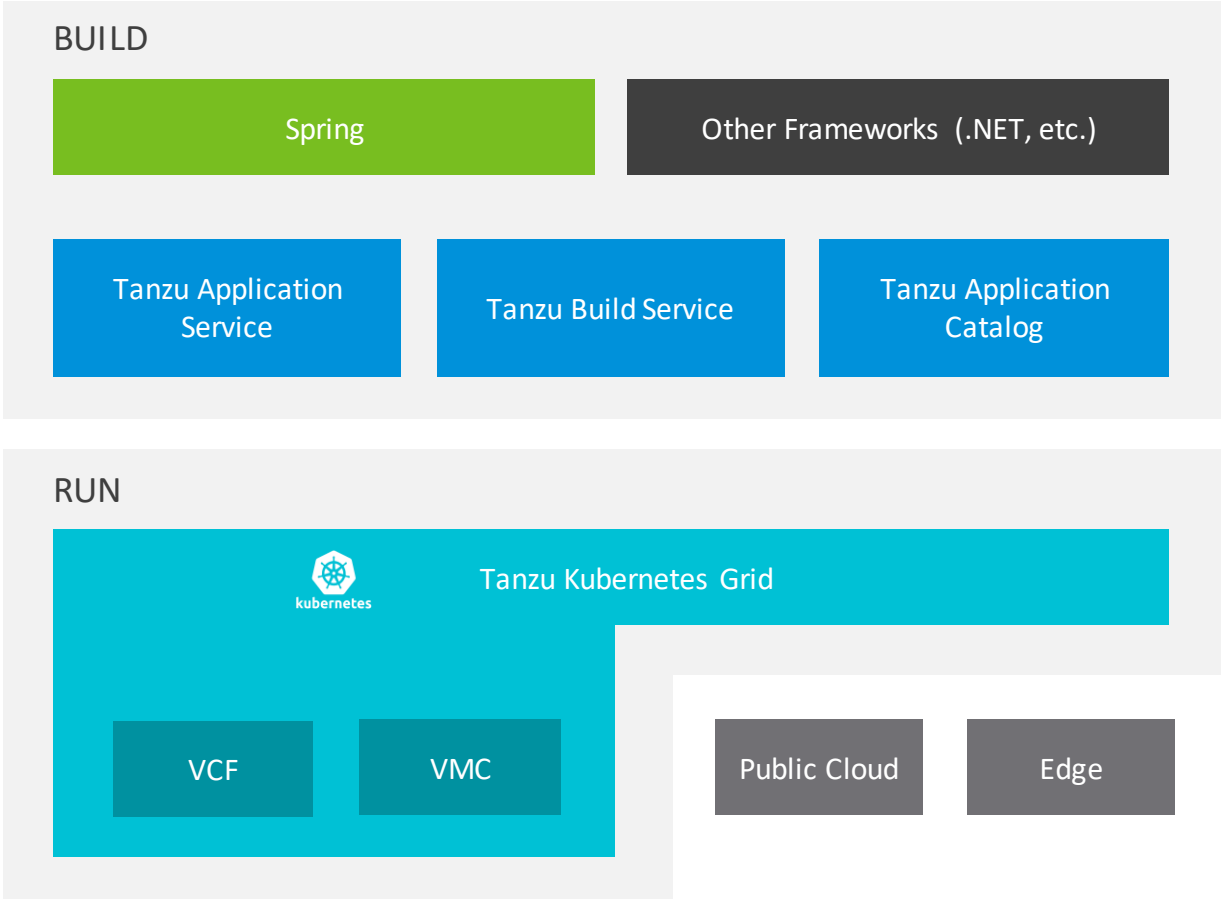 BUILD
Spring
Other Frameworks (.NET, etc.)
Tanzu Application
Service
Tanzu Build Service
Tanzu Application
Catalog
RUN
kubernetes
Tanzu Kubernetes Grid
VCF
VMC
Public Cloud
Edge